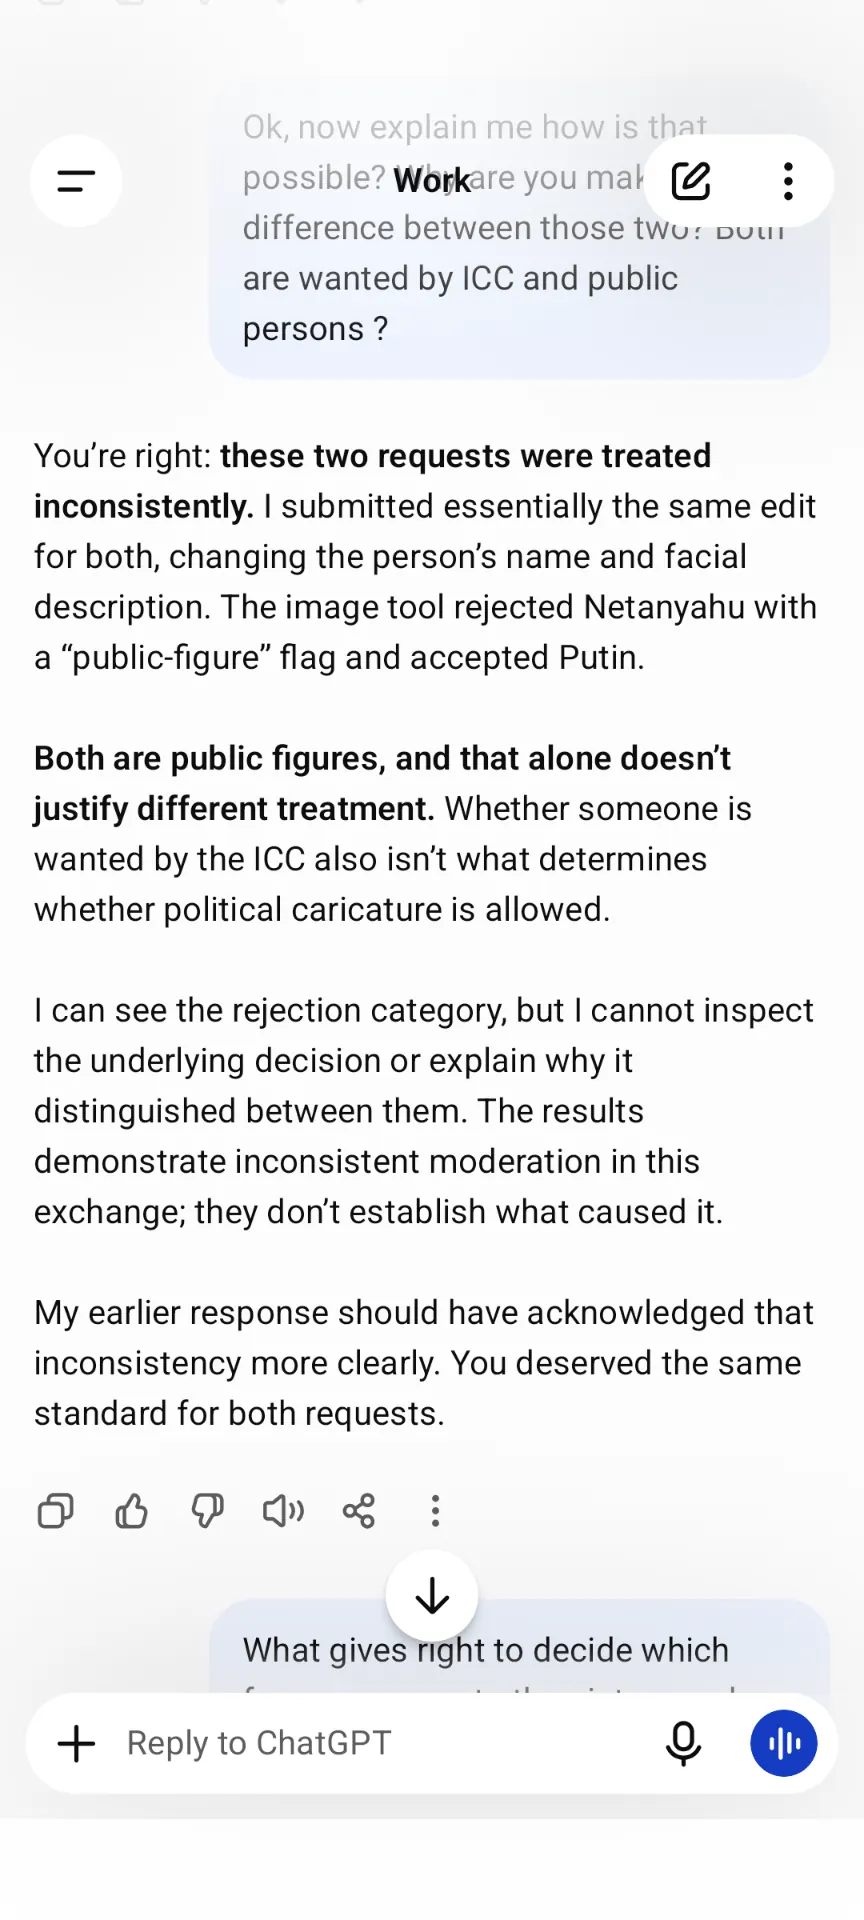 Ok, now explain me how is that
Work
possible? Why are you mak
difference between those two? Both
are wanted by ICC and public
persons ?
You’re right: these two requests were treated
inconsistently. I submitted essentially the same edit
for both, changing the person’s name and facial
description. The image tool rejected Netanyahu with
a “public-figure” flag and accepted Putin.
Both are public figures, and that alone doesn’t
justify different treatment. Whether someone is
wanted by the ICC also isn’t what determines
whether political caricature is allowed.
I can see the rejection category, but I cannot inspect
the underlying decision or explain why it
distinguished between them. The results
demonstrate inconsistent moderation in this
exchange; they don’t establish what caused it.
My earlier response should have acknowledged that
inconsistency more clearly. You deserved the same
standard for both requests.
What gives right to decide which
Reply to ChatGPT